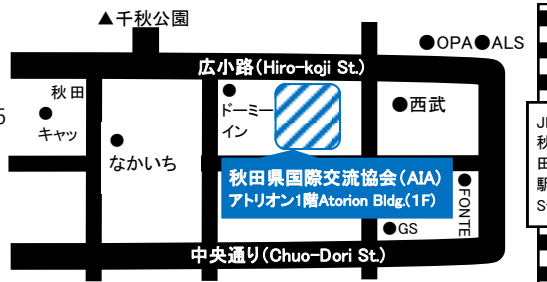 ▲千秋公園
●OPA●ALS
広小路(Hiro-koji St.)
秋田
キャッ
6
●
なかいち
ドーミー
イン
●西武
秋田県国際交流協会(AIA)
アトリオン1階Atorion Bldg.(1F)
●FONTE
●GS
中央通り(Chuo-Dori St.)
J
秋
田
駅
S